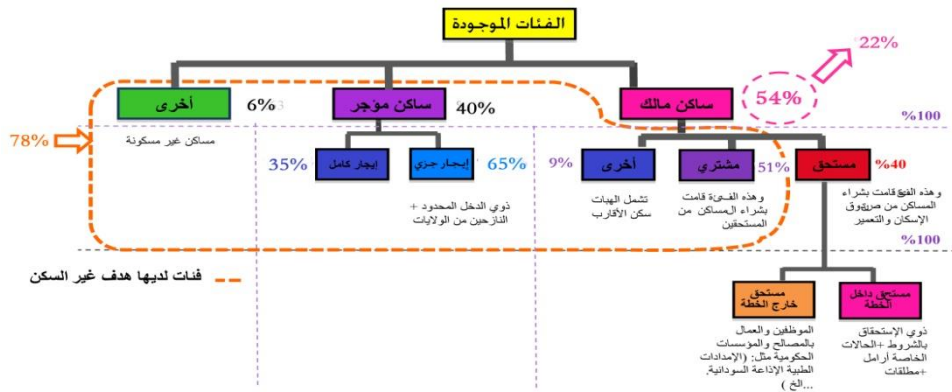 الفئات الموجودة
22%
54%
ساكن مالك
40%
ساكن مؤجر
6%
أخرى
%100
78%
مساكن غير مسكونة
%40
مستحق
51%
مشتري
9%
أخرى
65%
إيجار جزي
إيجار كامل
35%
وهذه الفئة قامت بشراء
المساكن من صندوق
الإسكان والتعمير
وهذه الفئة قامت
بشراء المساكن من
المستحقين
تشمل الهبات
سكن الأقارب
ذوي الدخل المحدود +
النازحين من الولايات
%100
فئات لديها هدف غير السكن
مستحق داخل
الخطة
مستحق
خارج الخطة
ذوي الإستحقاق
بالشروط +الحالات
الخاصة أرامل
+مطلقات
الموظفين والعمال
بالمصالح والمؤسسات
الحكومية مثل: (الإمدادات
الطبية الإذاعة السودانية.
...الخ )